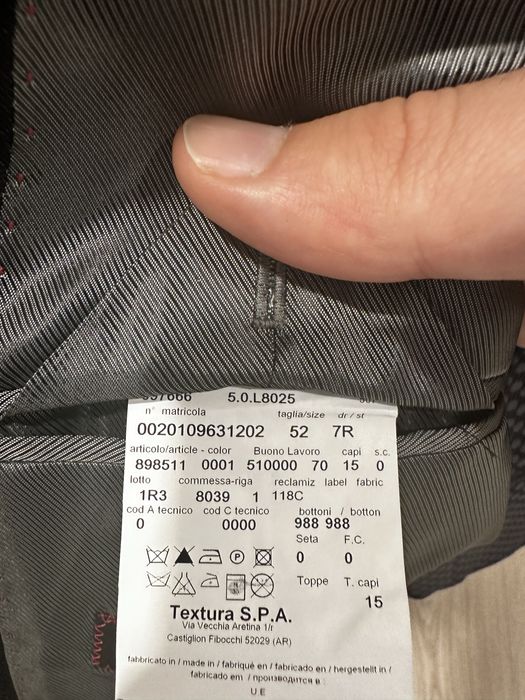 5.0.L8025
n° matricola taglia/size dr/st
0020109631202 52 7R
articolo/article - color Buono Lavoro capi s.c.
898511 0001 510000 70 15 0
lotto commessa-riga reclamiz label fabric
1R3 8039 1 118C
cod A tecnico cod C tecnico bottoni / botton
0 0000 988 988
Seta F.C.
0 0
P
Toppe T. capi
15
Textura S.P.A.
Via Vecchia Aretina 1/r
Castiglion Fibocchi 52029 (AR)
fabbricato in / made in / fabriqué en / fabricado en / hergestellt in /
fabricado em / производится в :
U E